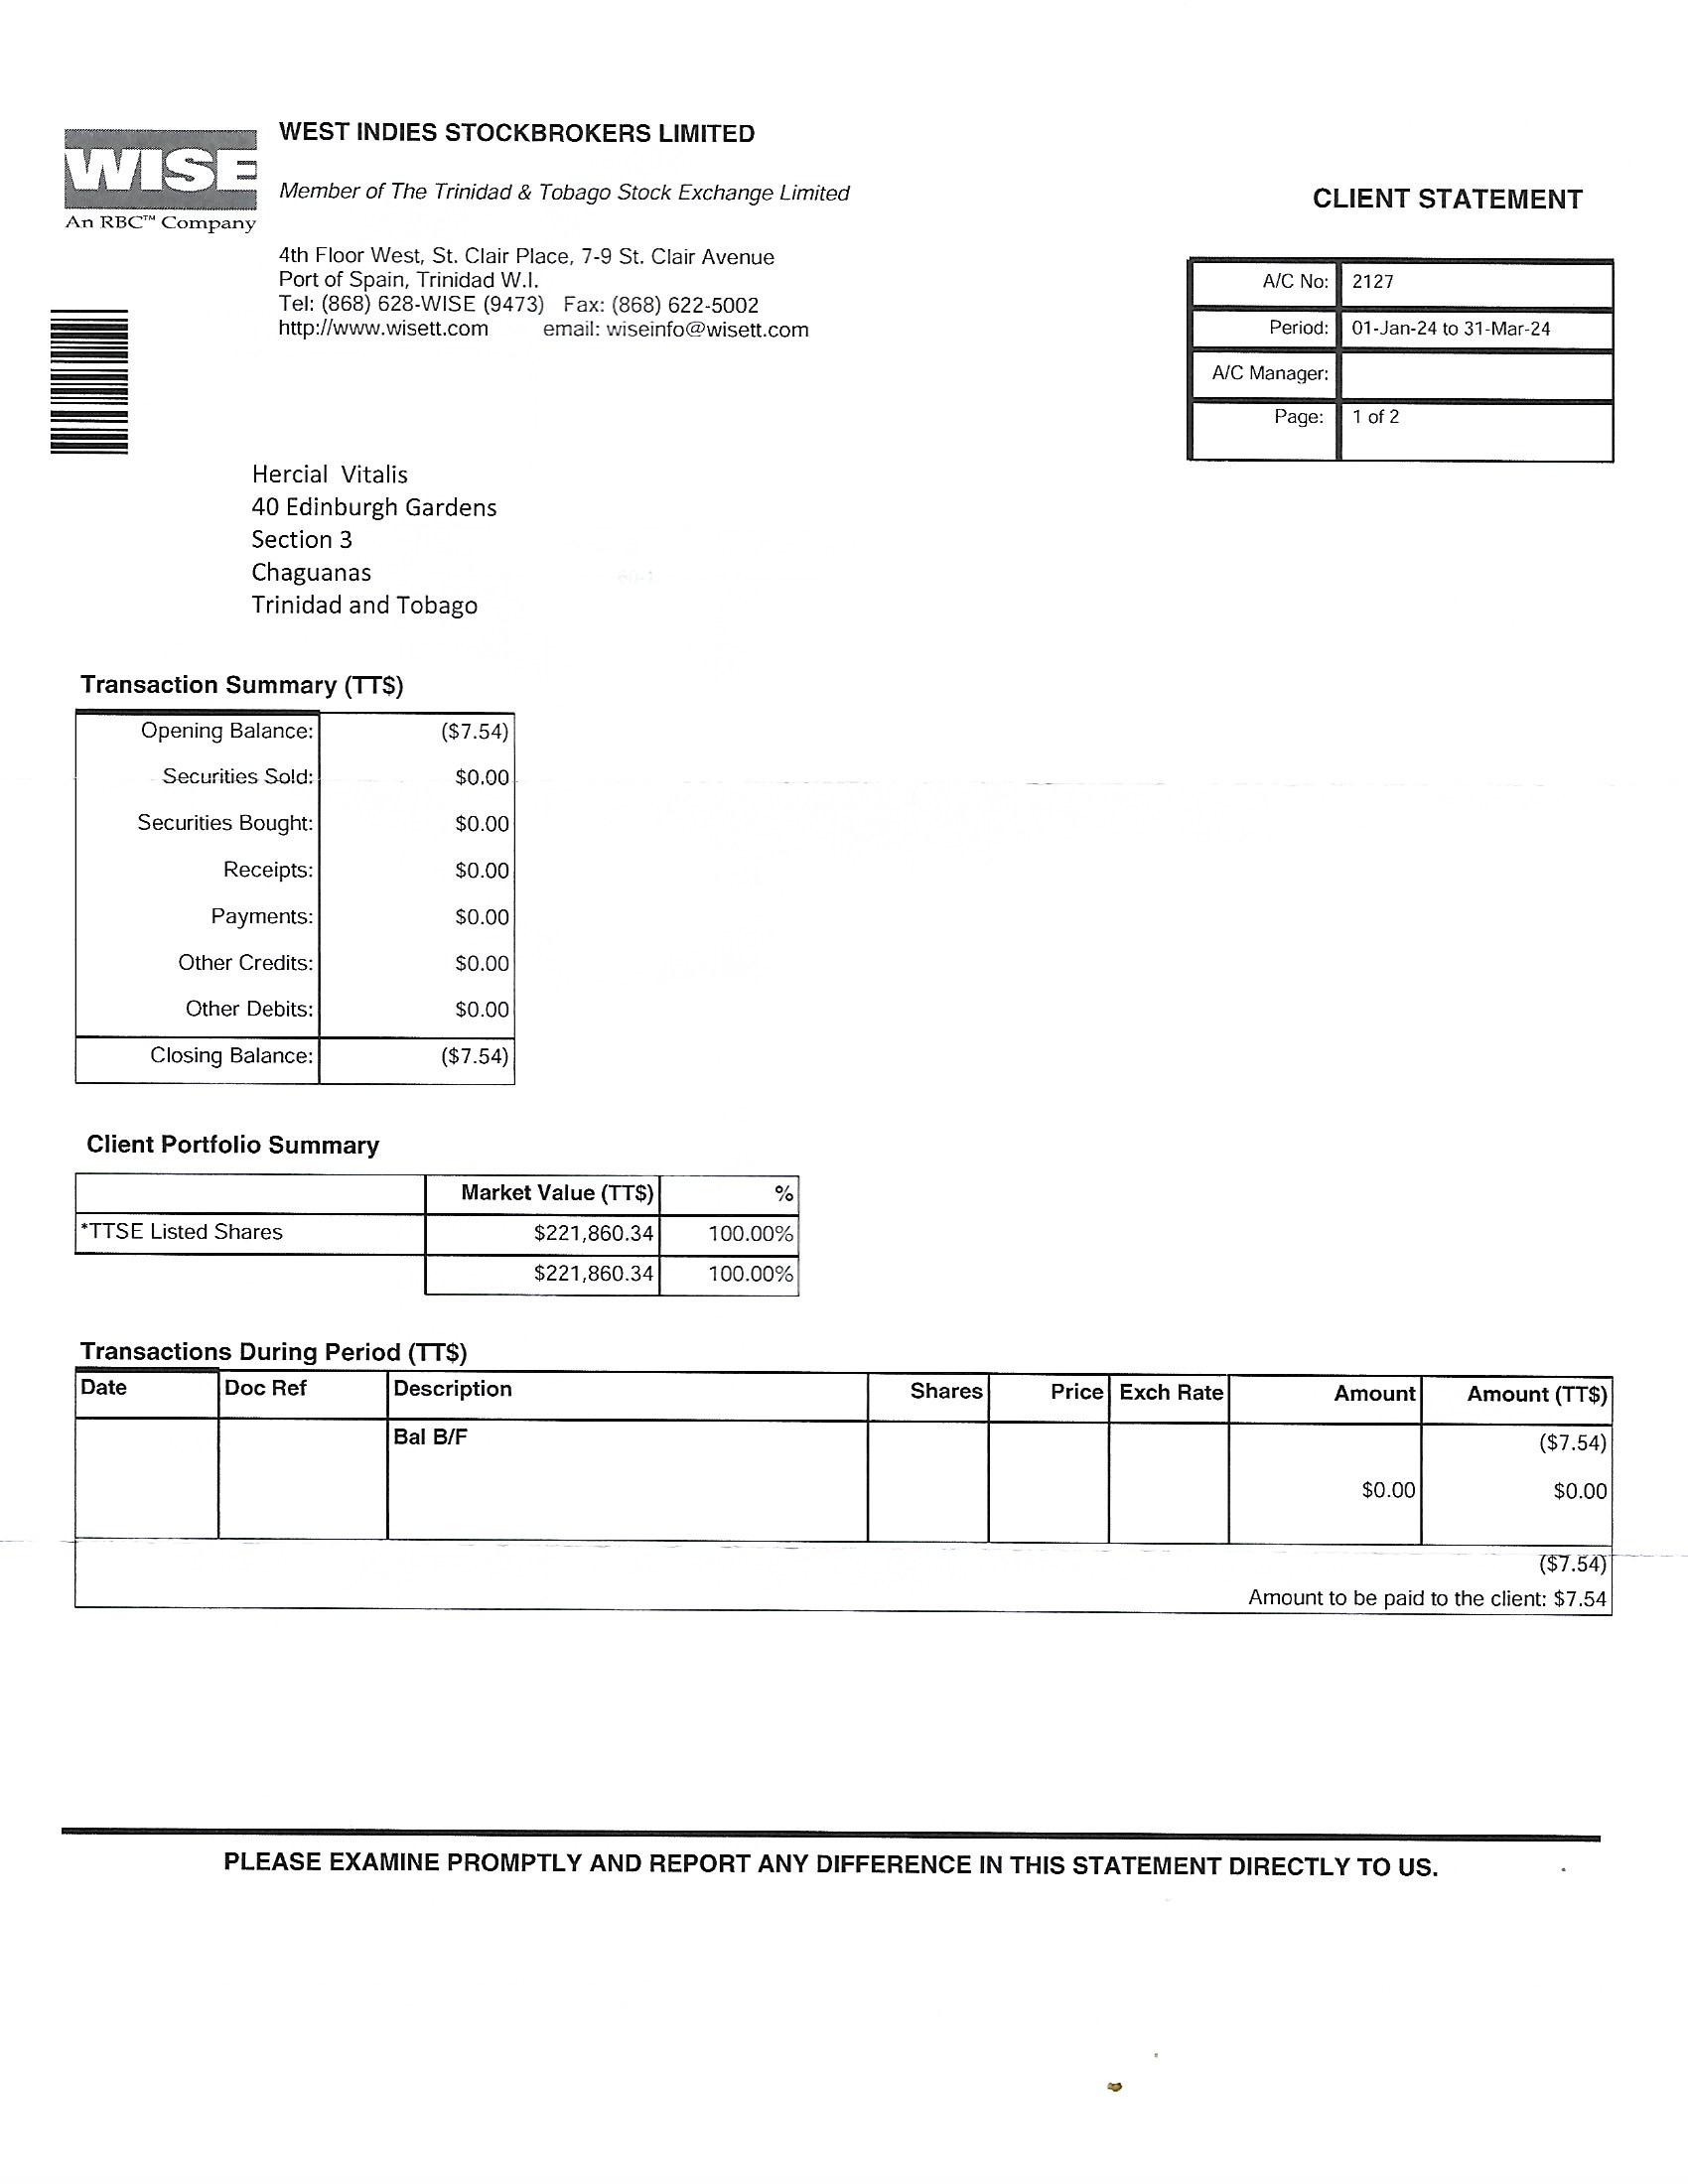 WISE
An RBC™ Company
WEST INDIES STOCKBROKERS LIMITED
Member of The Trinidad & Tobago Stock Exchange Limited
4th Floor West, St. Clair Place, 7-9 St. Clair Avenue
Port of Spain, Trinidad W.I.
Tel: (868) 628-WISE (9473) Fax: (868) 622-5002
http://www.wisett.com email: wiseinfo@wisett.com
CLIENT STATEMENT
A/C No: 2127
Period: 01-Jan-24 to 31-Mar-24
A/C Manager:
Page: 1 of 2
Hercial Vitalis
40 Edinburgh Gardens
Section 3
Chaguanas
Trinidad and Tobago
Transaction Summary (TT$)
Opening Balance: ($7.54)
Securities Sold: $0.00
Securities Bought: $0.00
Receipts: $0.00
Payments: $0.00
Other Credits: $0.00
Other Debits: $0.00
Closing Balance: ($7.54)
Client Portfolio Summary
Market Value (TT$) %
*TTSE Listed Shares $221,860.34 100.00%
$221,860.34 100.00%
Transactions During Period (TT$)
Date Doc Ref Description Shares Price Exch Rate Amount Amount (TT$)
Bal B/F ($7.54)
$0.00 $0.00
($7.54)
Amount to be paid to the client: $7.54
PLEASE EXAMINE PROMPTLY AND REPORT ANY DIFFERENCE IN THIS STATEMENT DIRECTLY TO US.